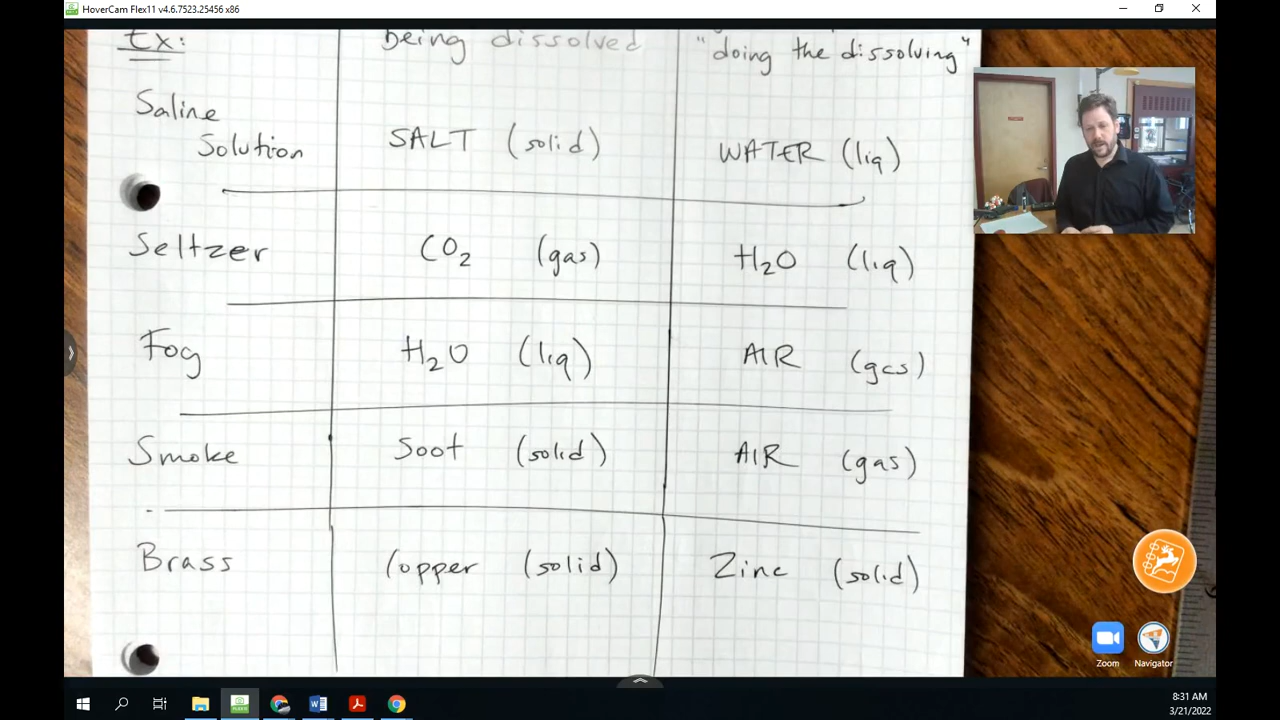 HoverCam Flex11 v4.6.7523.25456 x86
Ex:
being dissolved
"doing the dissolving"
Saline
Solution
SALT (solid)
WATER (liq)
Seltzer
CO₂ (gas)
H₂O (liq)
Fog
H₂O (liq)
AIR (gas)
Smoke
Soot (solid)
AIR (gas)
Brass
Copper (solid)
Zinc (solid)
Zoom
Navigator
8:31 AM
3/21/2022